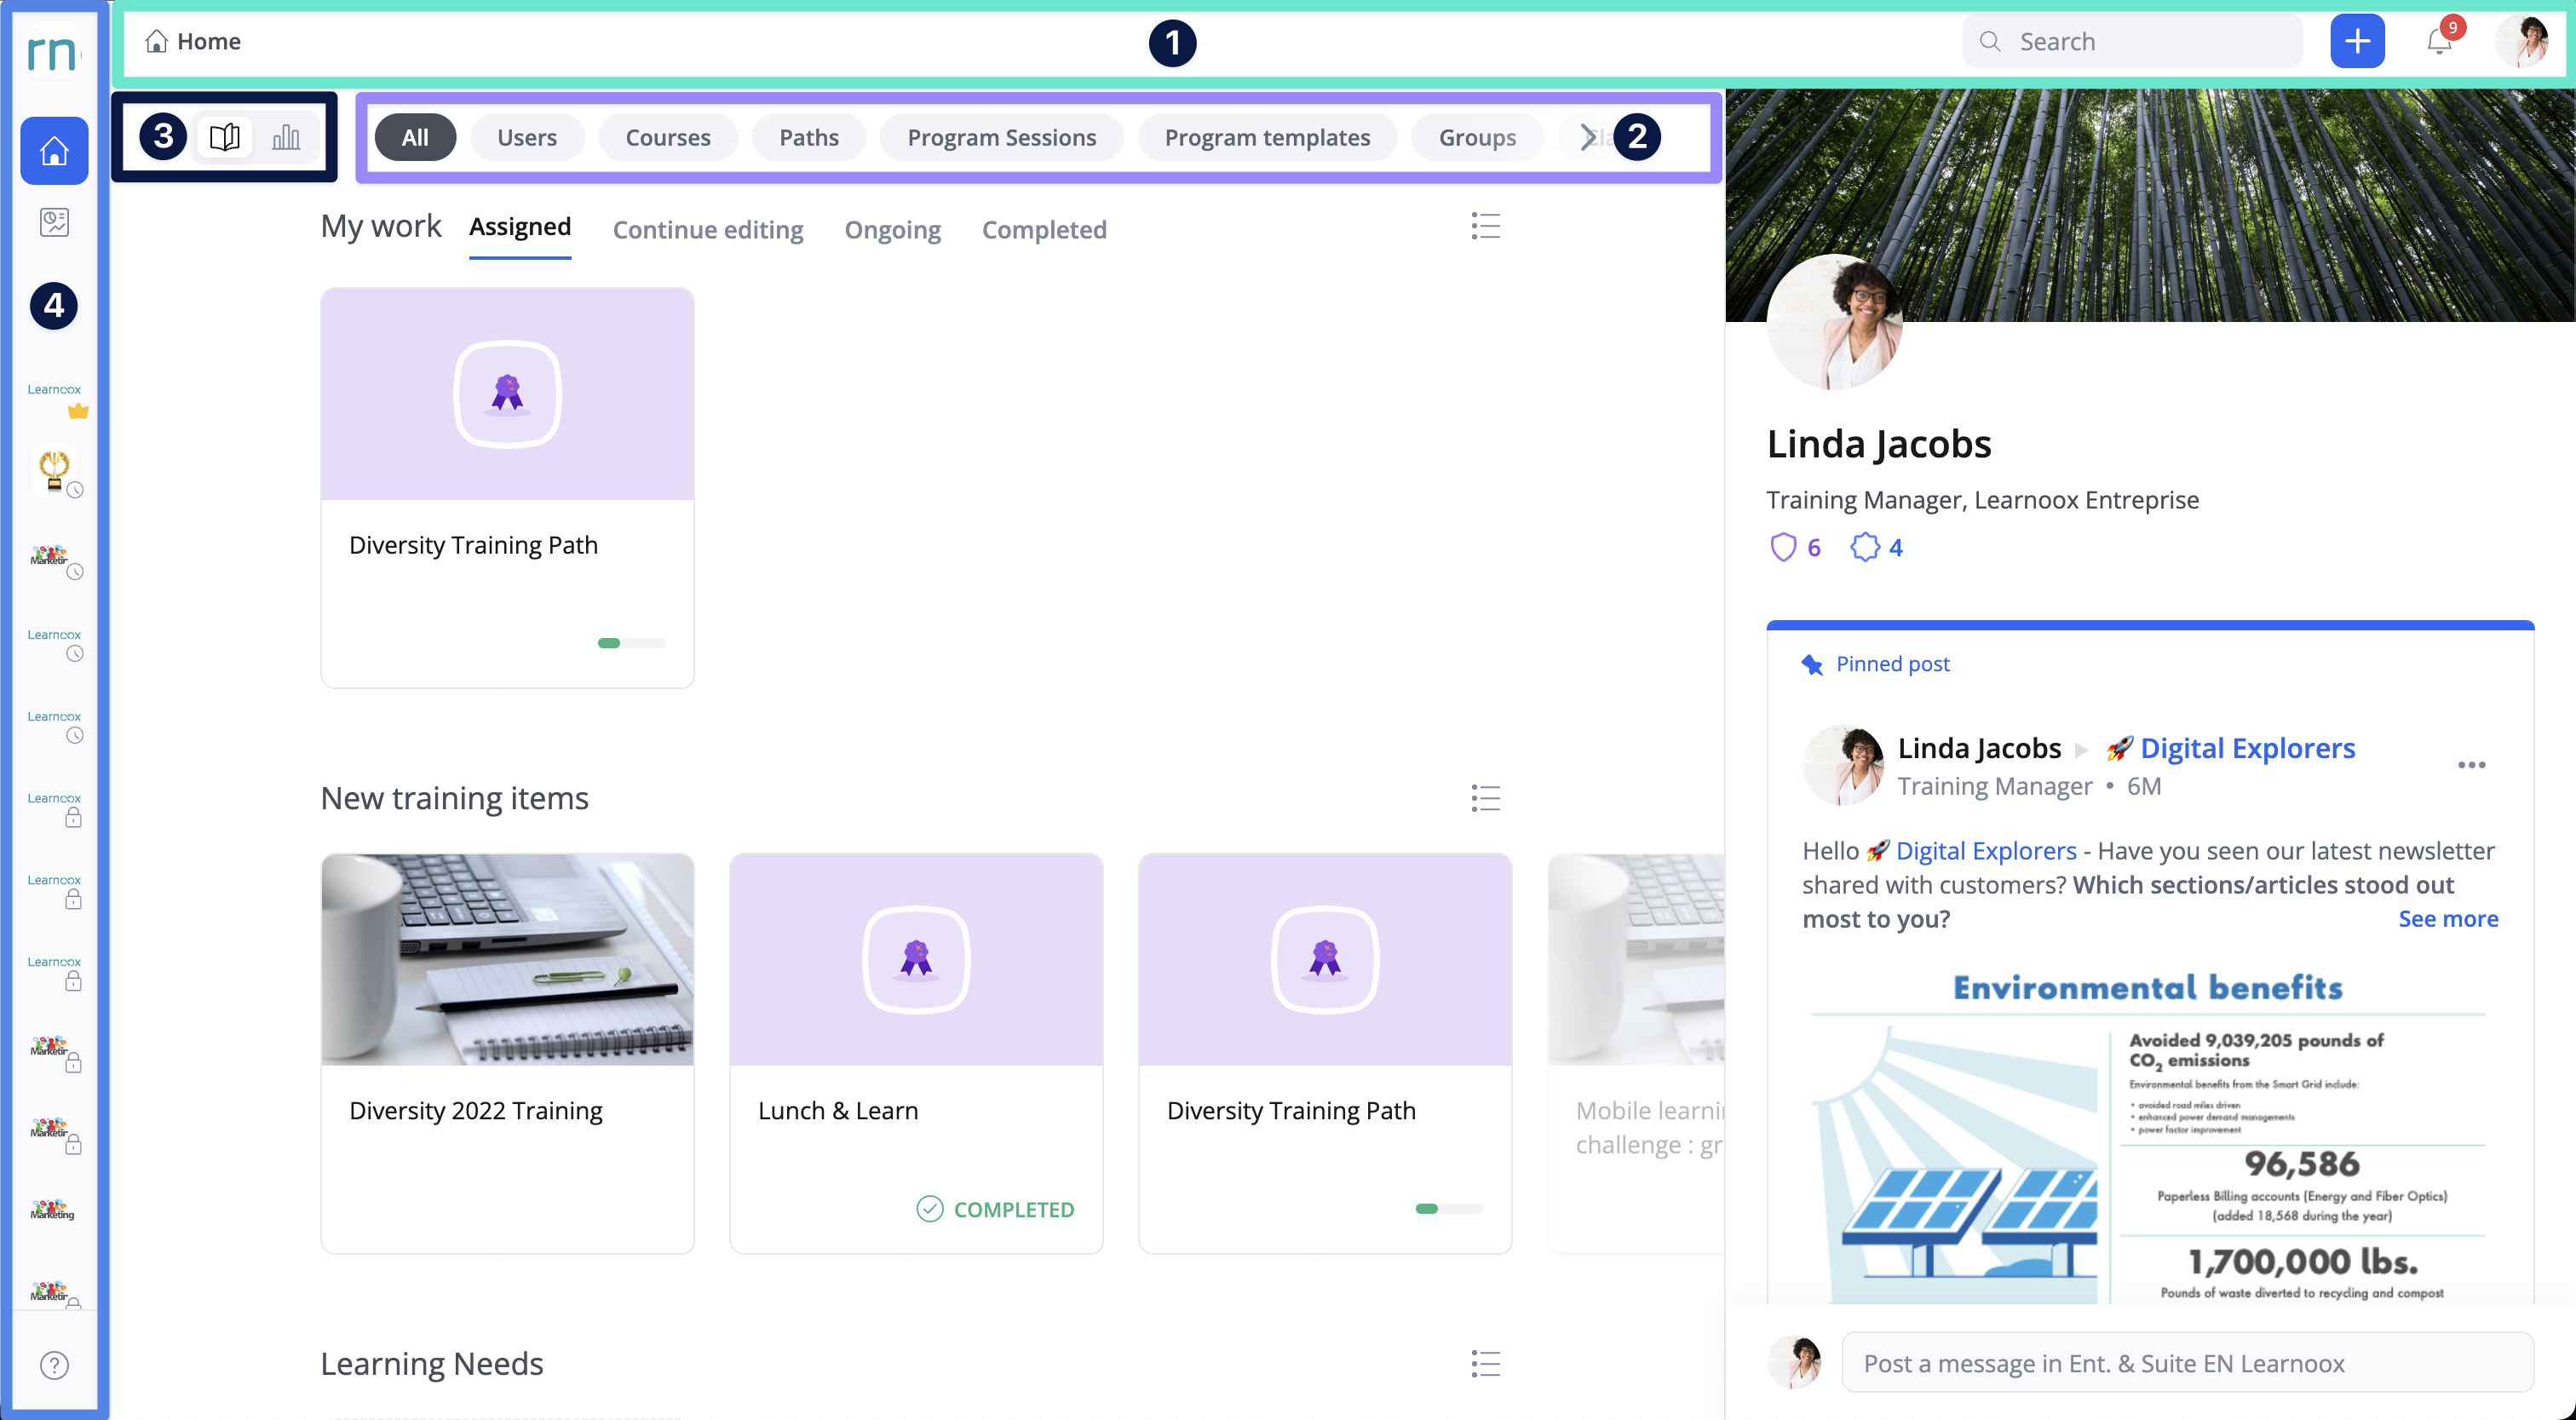 rn
Home
1
Search
9
3
All
Users
Courses
Paths
Program Sessions
Program templates
Groups
2
4
Learnoox
Marketin
Learnoox
Learnoox
Learnoox
Learnoox
Learnoox
Marketin
Marketin
Marketing
Marketin
My work
Assigned
Continue editing
Ongoing
Completed
Diversity Training Path
New training items
Diversity 2022 Training
Lunch & Learn
COMPLETED
Diversity Training Path
Mobile learni
challenge : gr
Learning Needs
Linda Jacobs
Training Manager, Learnoox Entreprise
6
4
Pinned post
Linda Jacobs ▸ 🚀 Digital Explorers
Training Manager • 6M
Hello 🚀 Digital Explorers - Have you seen our latest newsletter
shared with customers? Which sections/articles stood out
most to you?
See more
Environmental benefits
Avoided 9,039,205 pounds of
CO₂ emissions
Environmental benefits from the Smart Grid include:
• avoided road miles driven
• enhanced power demand managements
• power factor improvement
96,586
Paperless Billing accounts (Energy and Fiber Optics)
(added 18,568 during the year)
1,700,000 lbs.
Pounds of waste diverted to recycling and compost
Post a message in Ent. & Suite EN Learnoox